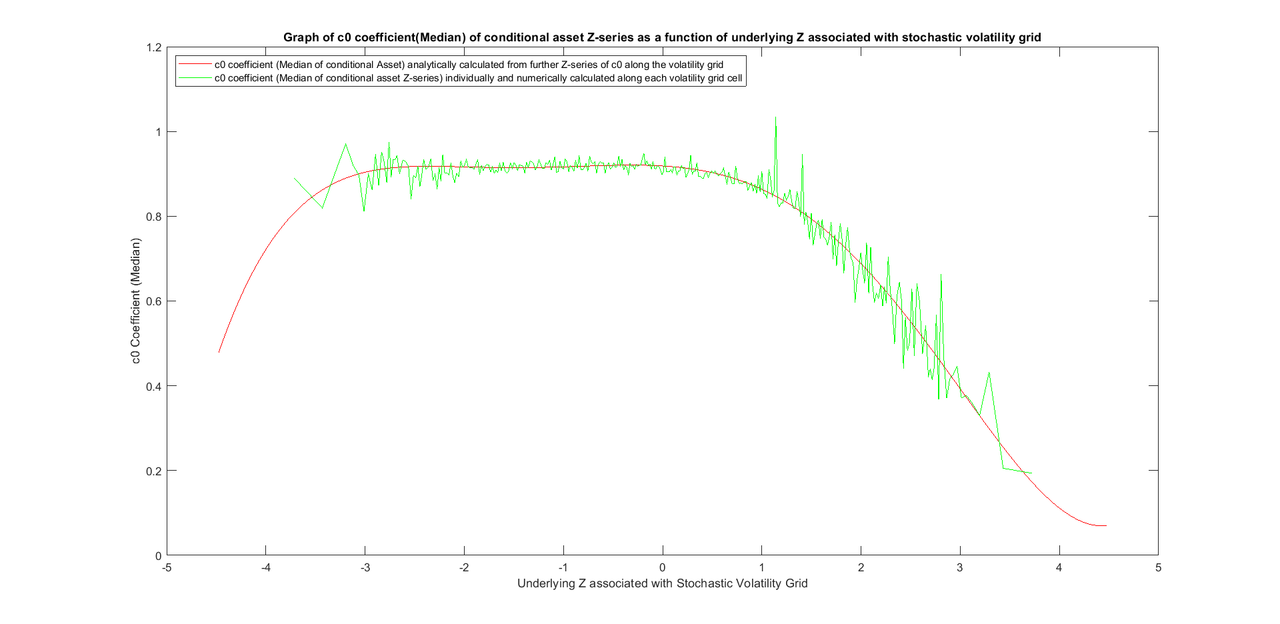 Graph of c0 coefficient(Median) of conditional asset Z-series as a function of underlying Z associated with stochastic volatility grid
c0 coefficient (Median of conditional Asset) analytically calculated from further Z-series of c0 along the volatility grid
c0 coefficient (Median of conditional asset Z-series) individually and numerically calculated along each volatility grid cell
1.2
1
0.8
0.6
0.4
0.2
0
c0 Coefficient (Median)
-5 -4 -3 -2 -1 0 1 2 3 4 5
Underlying Z associated with Stochastic Volatility Grid